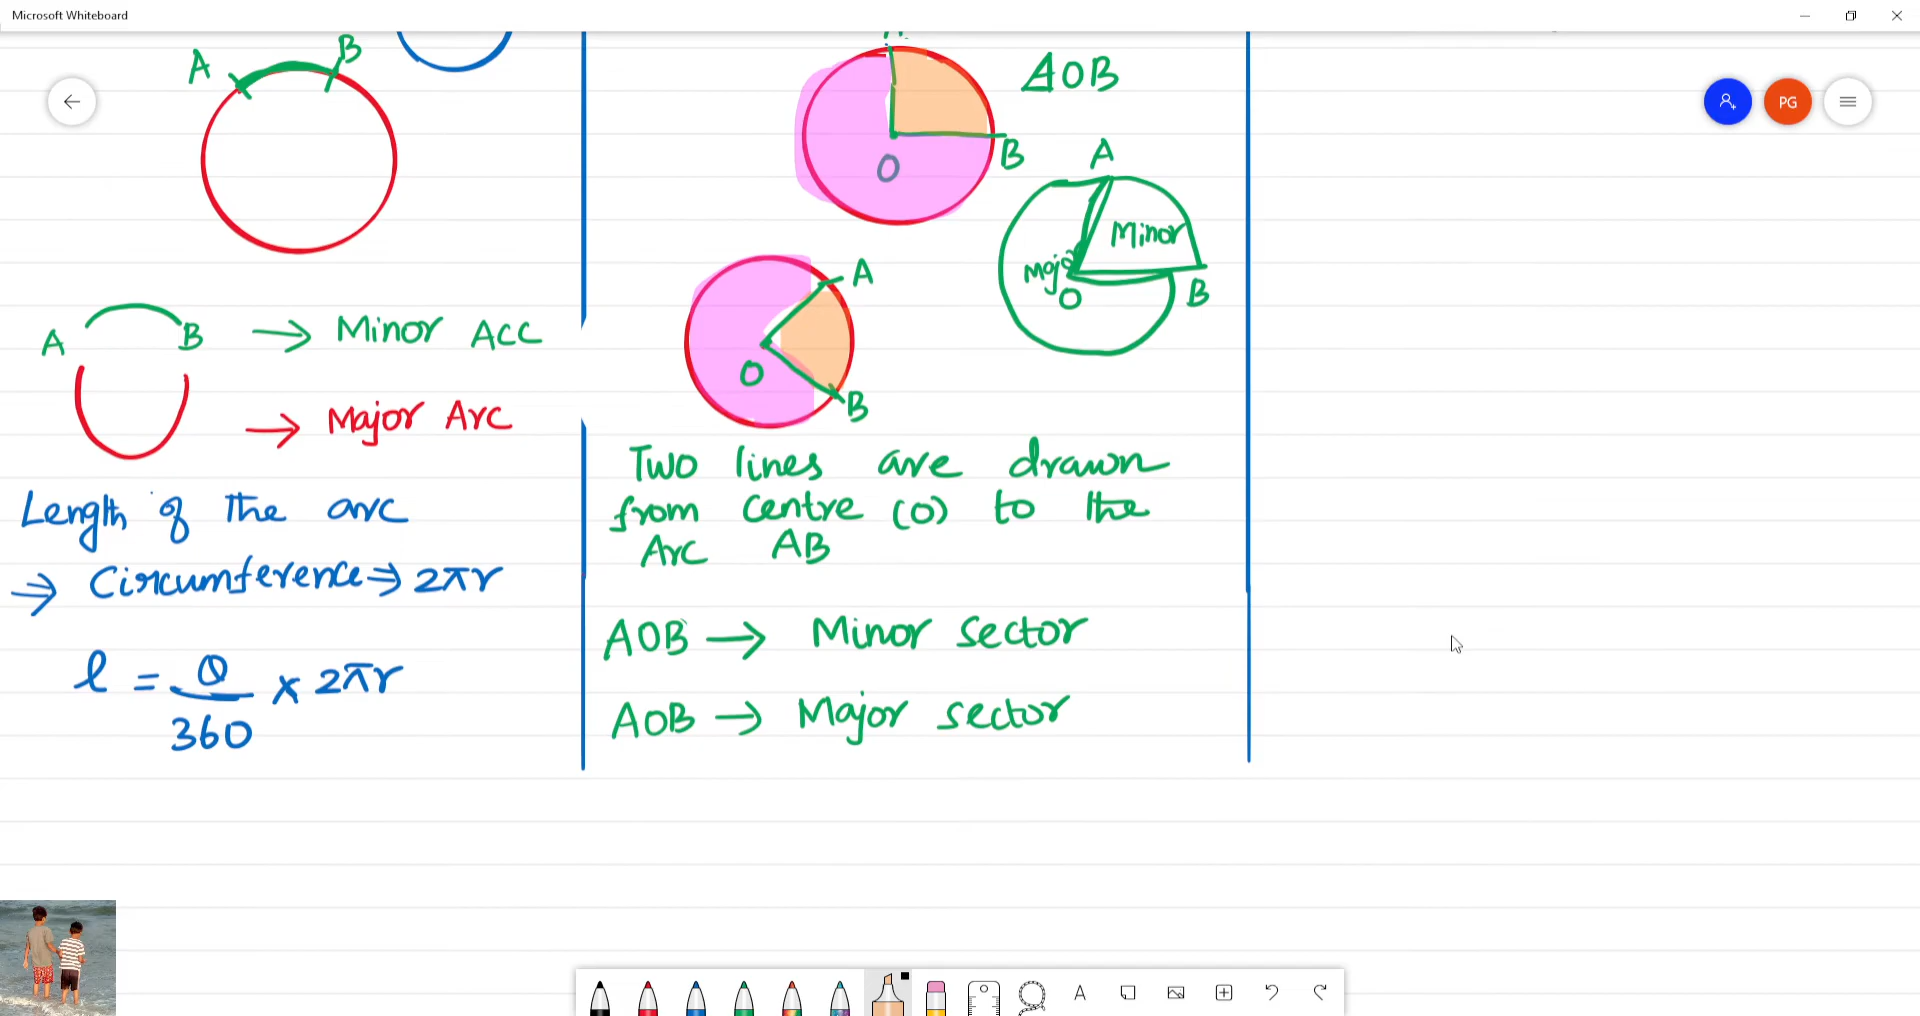 Microsoft Whiteboard
PG
A B
A B → Minor Acc
→ Major Arc
Length of the arc
⇒ Circumference ⇒ 2πr
l = θ/360 × 2πr
AOB
B
O
A
Minor
Majo
O
B
A
O
B
Two lines are drawn
from centre (O) to the
Arc AB
AOB → Minor sector
AOB → Major sector
A